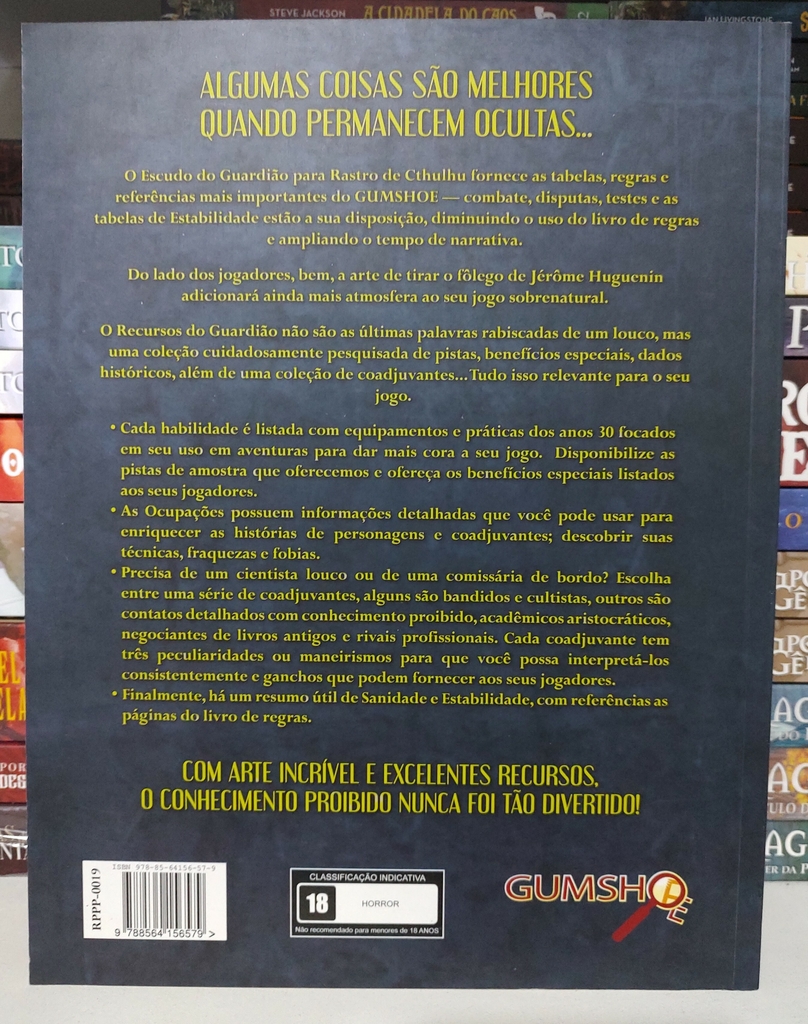 STEVE JACKSON A CIDADELA DO CAOS
IAN LIVINGSTONE
ALGUMAS COISAS SÃO MELHORES
QUANDO PERMANECEM OCULTAS...
O Escudo do Guardião para Rastro de Cthulhu fornece as tabelas, regras e
referências mais importantes do GUMSHOE — combate, disputas, testes e as
tabelas de Estabilidade estão a sua disposição, diminuindo o uso do livro de regras
e ampliando o tempo de narrativa.
Do lado dos jogadores, bem, a arte de tirar o fôlego de Jérôme Huguenin
adicionará ainda mais atmosfera ao seu jogo sobrenatural.
O Recursos do Guardião não são as últimas palavras rabiscadas de um louco, mas
uma coleção cuidadosamente pesquisada de pistas, benefícios especiais, dados
históricos, além de uma coleção de coadjuvantes...Tudo isso relevante para o seu
jogo.
• Cada habilidade é listada com equipamentos e práticas dos anos 30 focados
em seu uso em aventuras para dar mais cora a seu jogo. Disponibilize as
pistas de amostra que oferecemos e ofereça os benefícios especiais listados
aos seus jogadores.
• As Ocupações possuem informações detalhadas que você pode usar para
enriquecer as histórias de personagens e coadjuvantes; descobrir suas
técnicas, fraquezas e fobias.
• Precisa de um cientista louco ou de uma comissária de bordo? Escolha
entre uma série de coadjuvantes, alguns são bandidos e cultistas, outros são
contatos detalhados com conhecimento proibido, acadêmicos aristocráticos,
negociantes de livros antigos e rivais profissionais. Cada coadjuvante tem
três peculiaridades ou maneirismos para que você possa interpretá-los
consistentemente e ganchos que podem fornecer aos seus jogadores.
• Finalmente, há um resumo útil de Sanidade e Estabilidade, com referências as
páginas do livro de regras.
COM ARTE INCRÍVEL E EXCELENTES RECURSOS,
O CONHECIMENTO PROIBIDO NUNCA FOI TÃO DIVERTIDO!
RPPP-0019
ISBN 978-85-64156-57-9
9 788564 156579 >
CLASSIFICAÇÃO INDICATIVA
18 HORROR
Não recomendado para menores de 18 ANOS
GUMSHOE